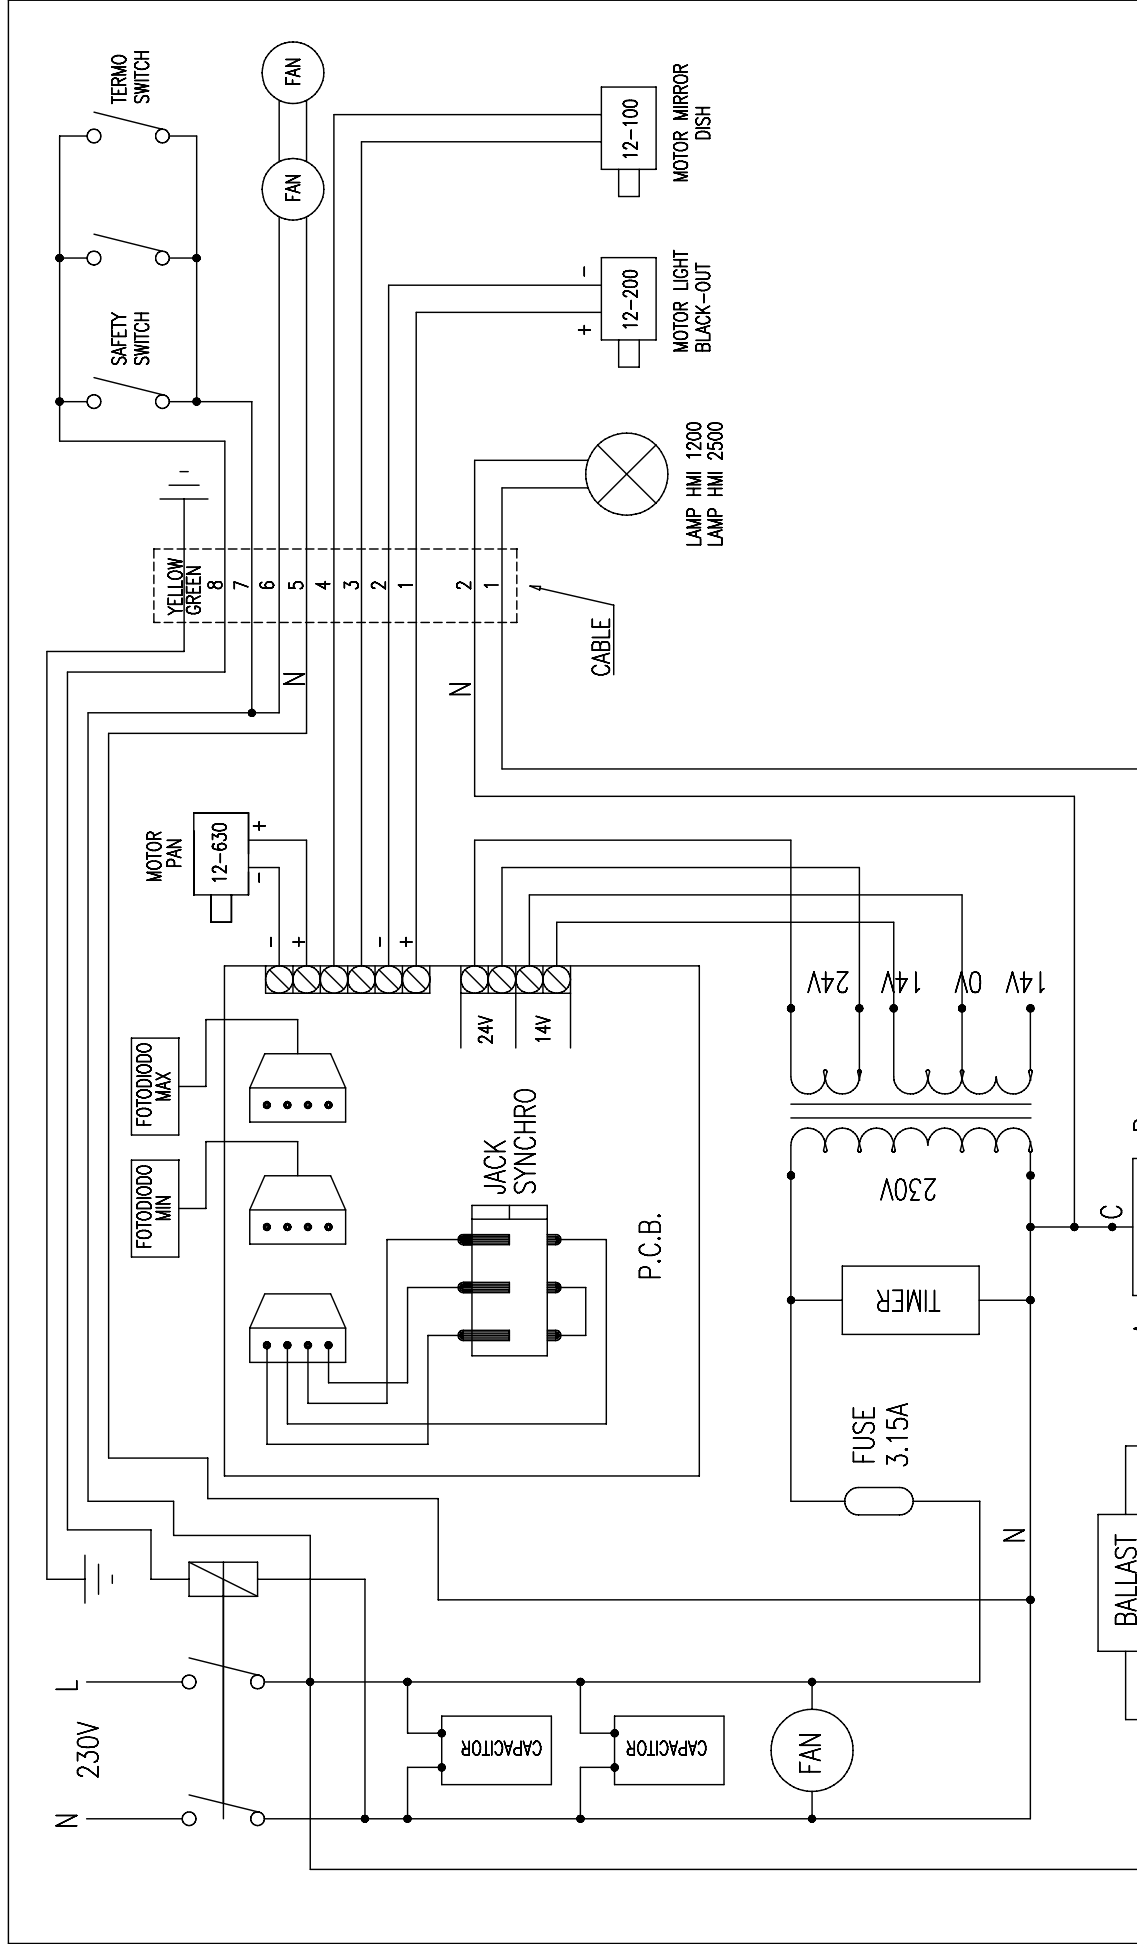 TERMO
SWITCH
SAFETY
SWITCH
FAN
FAN
12-100
MOTOR MIRROR
DISH
-
+
12-200
MOTOR LIGHT
BLACK-OUT
LAMP HMI 1200
LAMP HMI 2500
YELLOW
GREEN
8
7
6
5
4
3
2
1
2
1
CABLE
N
N
MOTOR
PAN
12-630
+
-
-
+
-
+
24V
14V
FOTODIODO
MAX
FOTODIODO
MIN
JACK
SYNCHRO
P.C.B.
24V
14V
0V
14V
230V
TIMER
C
FUSE
3.15A
N
BALLAST
L
230V
N
CAPACITOR
CAPACITOR
FAN